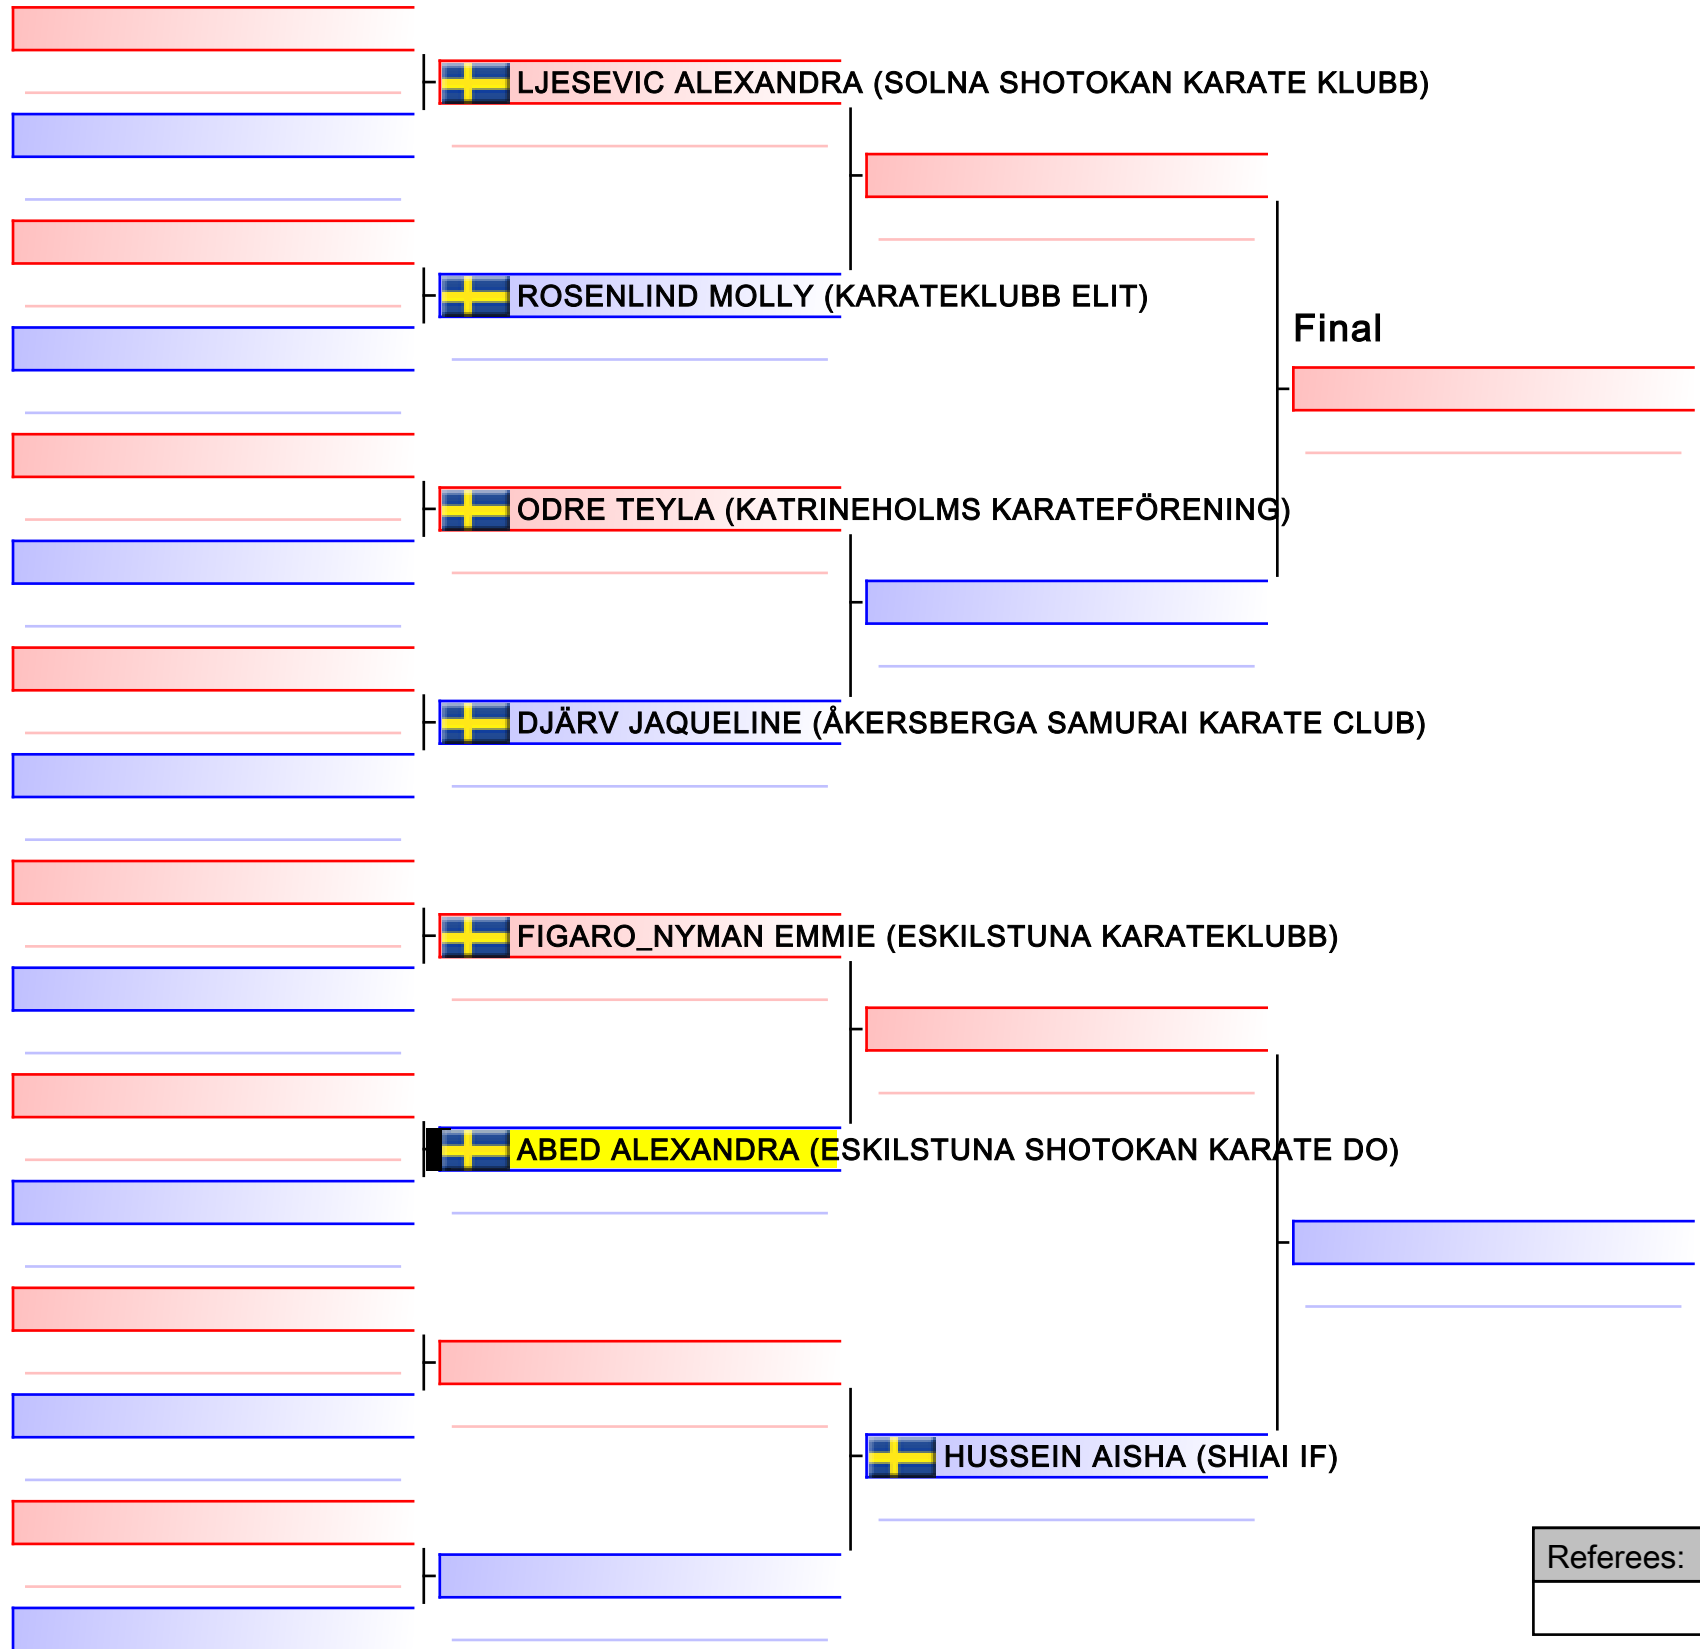 LJESEVIC ALEXANDRA (SOLNA SHOTOKAN KARATE KLUBB)
ROSENLIND MOLLY (KARATEKLUBB ELIT)
Final
ODRE TEYLA (KATRINEHOLMS KARATEFÖRENING)
DJÄRV JAQUELINE (ÅKERSBERGA SAMURAI KARATE CLUB)
FIGARO_NYMAN EMMIE (ESKILSTUNA KARATEKLUBB)
ABED ALEXANDRA (ESKILSTUNA SHOTOKAN KARATE DO)
HUSSEIN AISHA (SHIAI IF)
Referees: